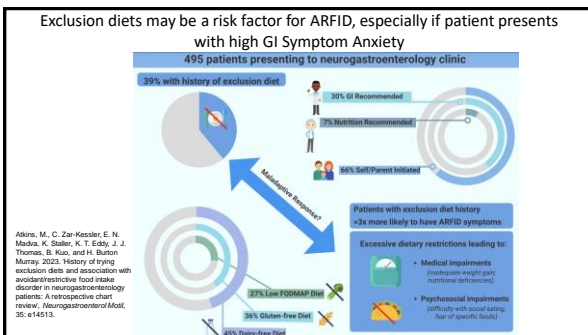 Exclusion diets may be a risk factor for ARFID, especially if patient presents
with high GI Symptom Anxiety
495 patients presenting to neurogastroenterology clinic
39% with history of exclusion diet
30% GI Recommended
7% Nutrition Recommended
66% Self/Parent Initiated
Maladaptive Response?
Patients with exclusion diet history
>3x more likely to have ARFID symptoms
Excessive dietary restrictions leading to:
• Medical impairments
(inadequate weight gain;
nutritional deficiencies)
• Psychosocial impairments
(difficulty with social eating,
fear of specific foods)
27% Low FODMAP Diet
36% Gluten-free Diet
45% Dairy-free Diet
Atkins, M., C. Zar-Kessler, E. N.
Madva, K. Staller, K. T. Eddy, J. J.
Thomas, B. Kuo, and H. Burton
Murray. 2023. 'History of trying
exclusion diets and association with
avoidant/restrictive food intake
disorder in neurogastroenterology
patients: A retrospective chart
review', Neurogastroenterol Motil,
35: e14513.